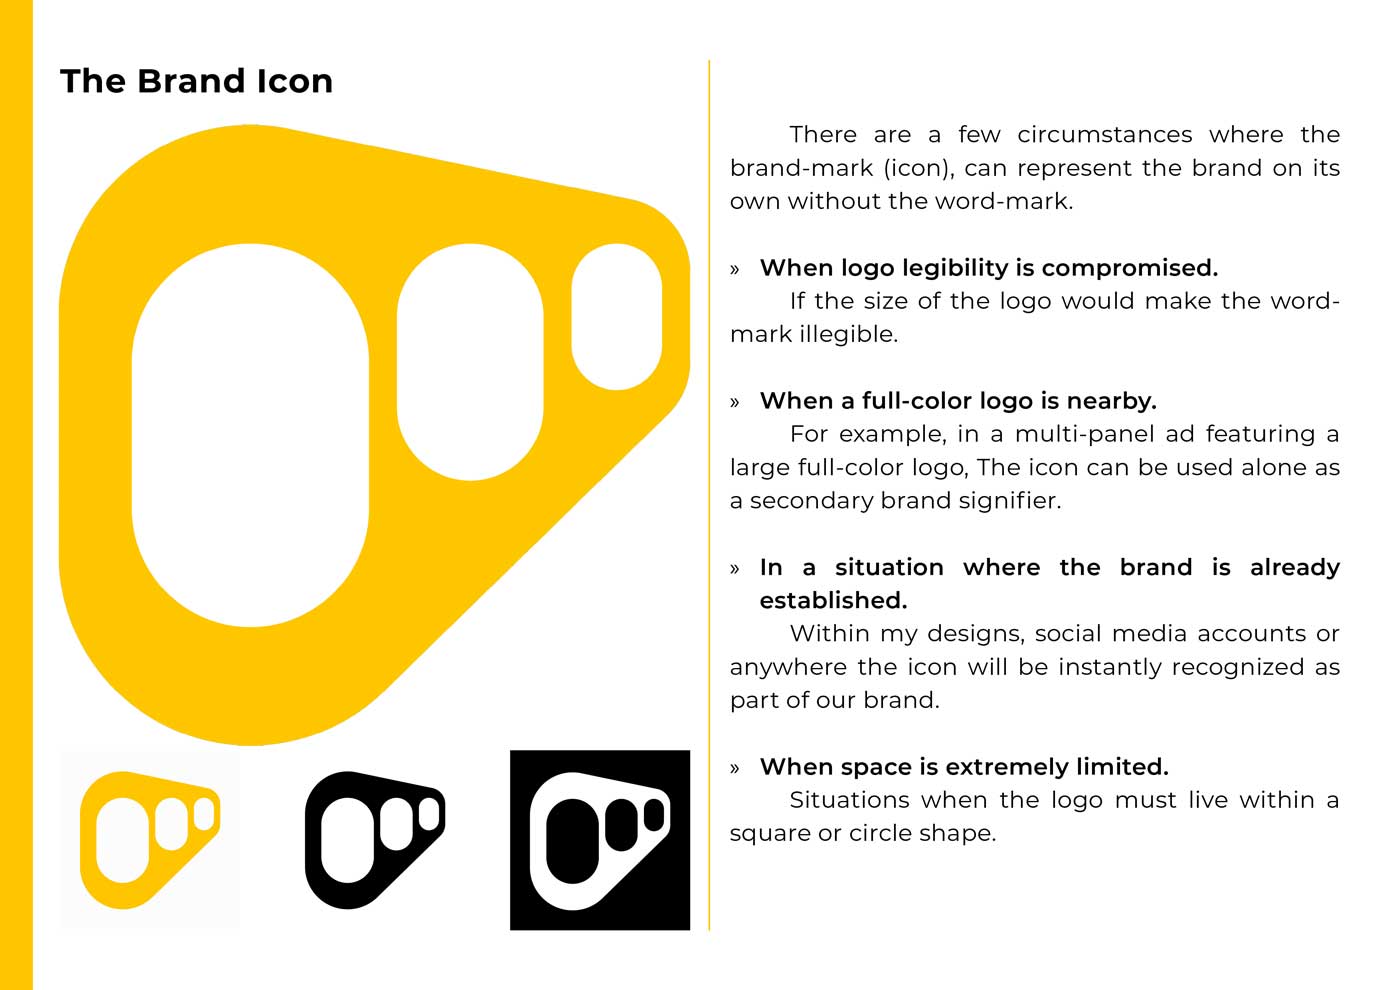 The Brand Icon
There are a few circumstances where the
brand-mark (icon), can represent the brand on its
own without the word-mark.
» When logo legibility is compromised.
If the size of the logo would make the word-
mark illegible.
» When a full-color logo is nearby.
For example, in a multi-panel ad featuring a
large full-color logo, The icon can be used alone as
a secondary brand signifier.
» In a situation where the brand is already
established.
Within my designs, social media accounts or
anywhere the icon will be instantly recognized as
part of our brand.
» When space is extremely limited.
Situations when the logo must live within a
square or circle shape.